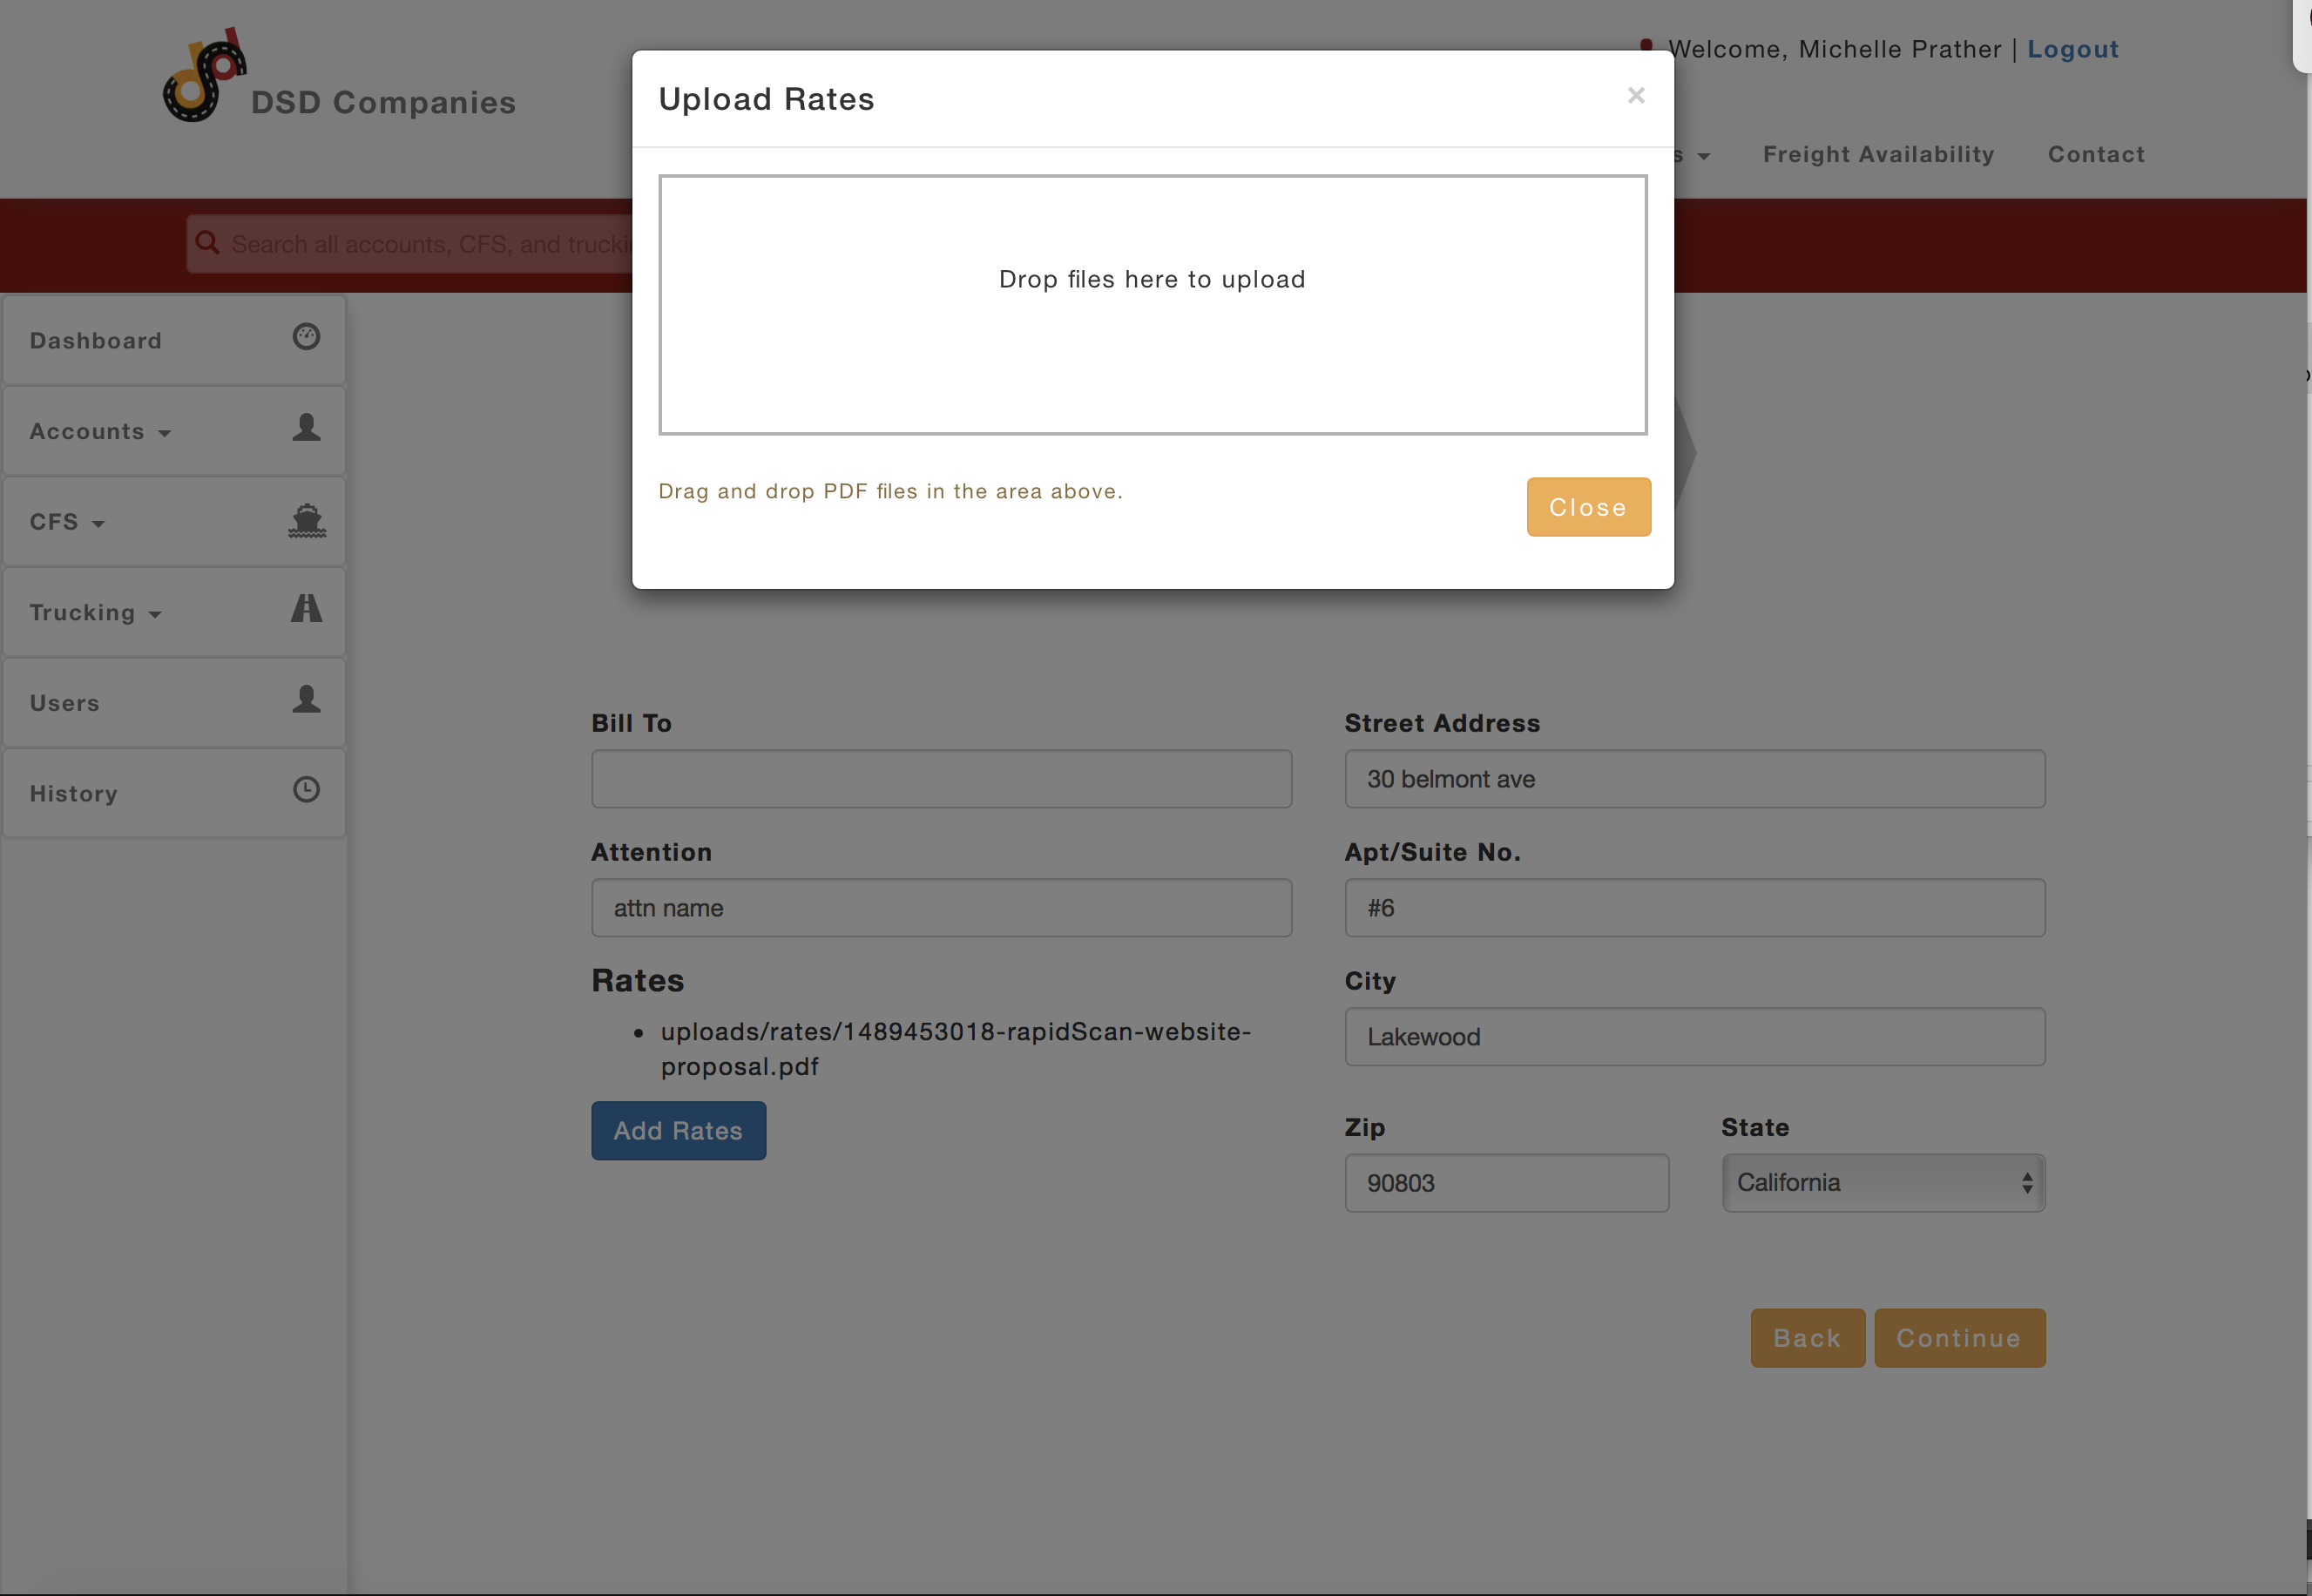 DSD Companies
Welcome, Michelle Prather | Logout
Freight Availability
Contact
Search all accounts, CFS, and
Upload Rates
×
Drop files here to upload
Drag and drop PDF files in the area above.
Close
Dashboard
Accounts
CFS
Trucking
Users
History
Bill To
Attention
attn name
Rates
• uploads/rates/1489453018-rapidScan-website-
proposal.pdf
Add Rates
Street Address
30 belmont ave
Apt/Suite No.
#6
City
Lakewood
Zip
State
90803
California
Back
Continue